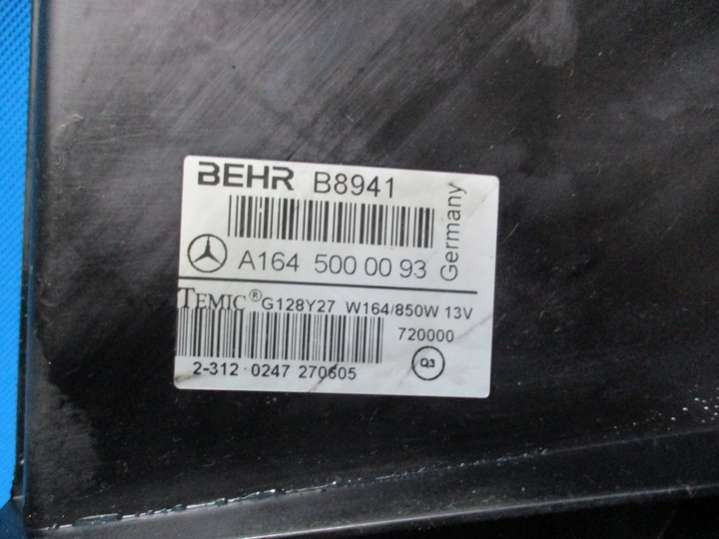 BEHR B8941
A164 500 00 93
Germany
TEMIC® G128Y27 W164/850W 13V
720000
Q3
2-312 0247 270605